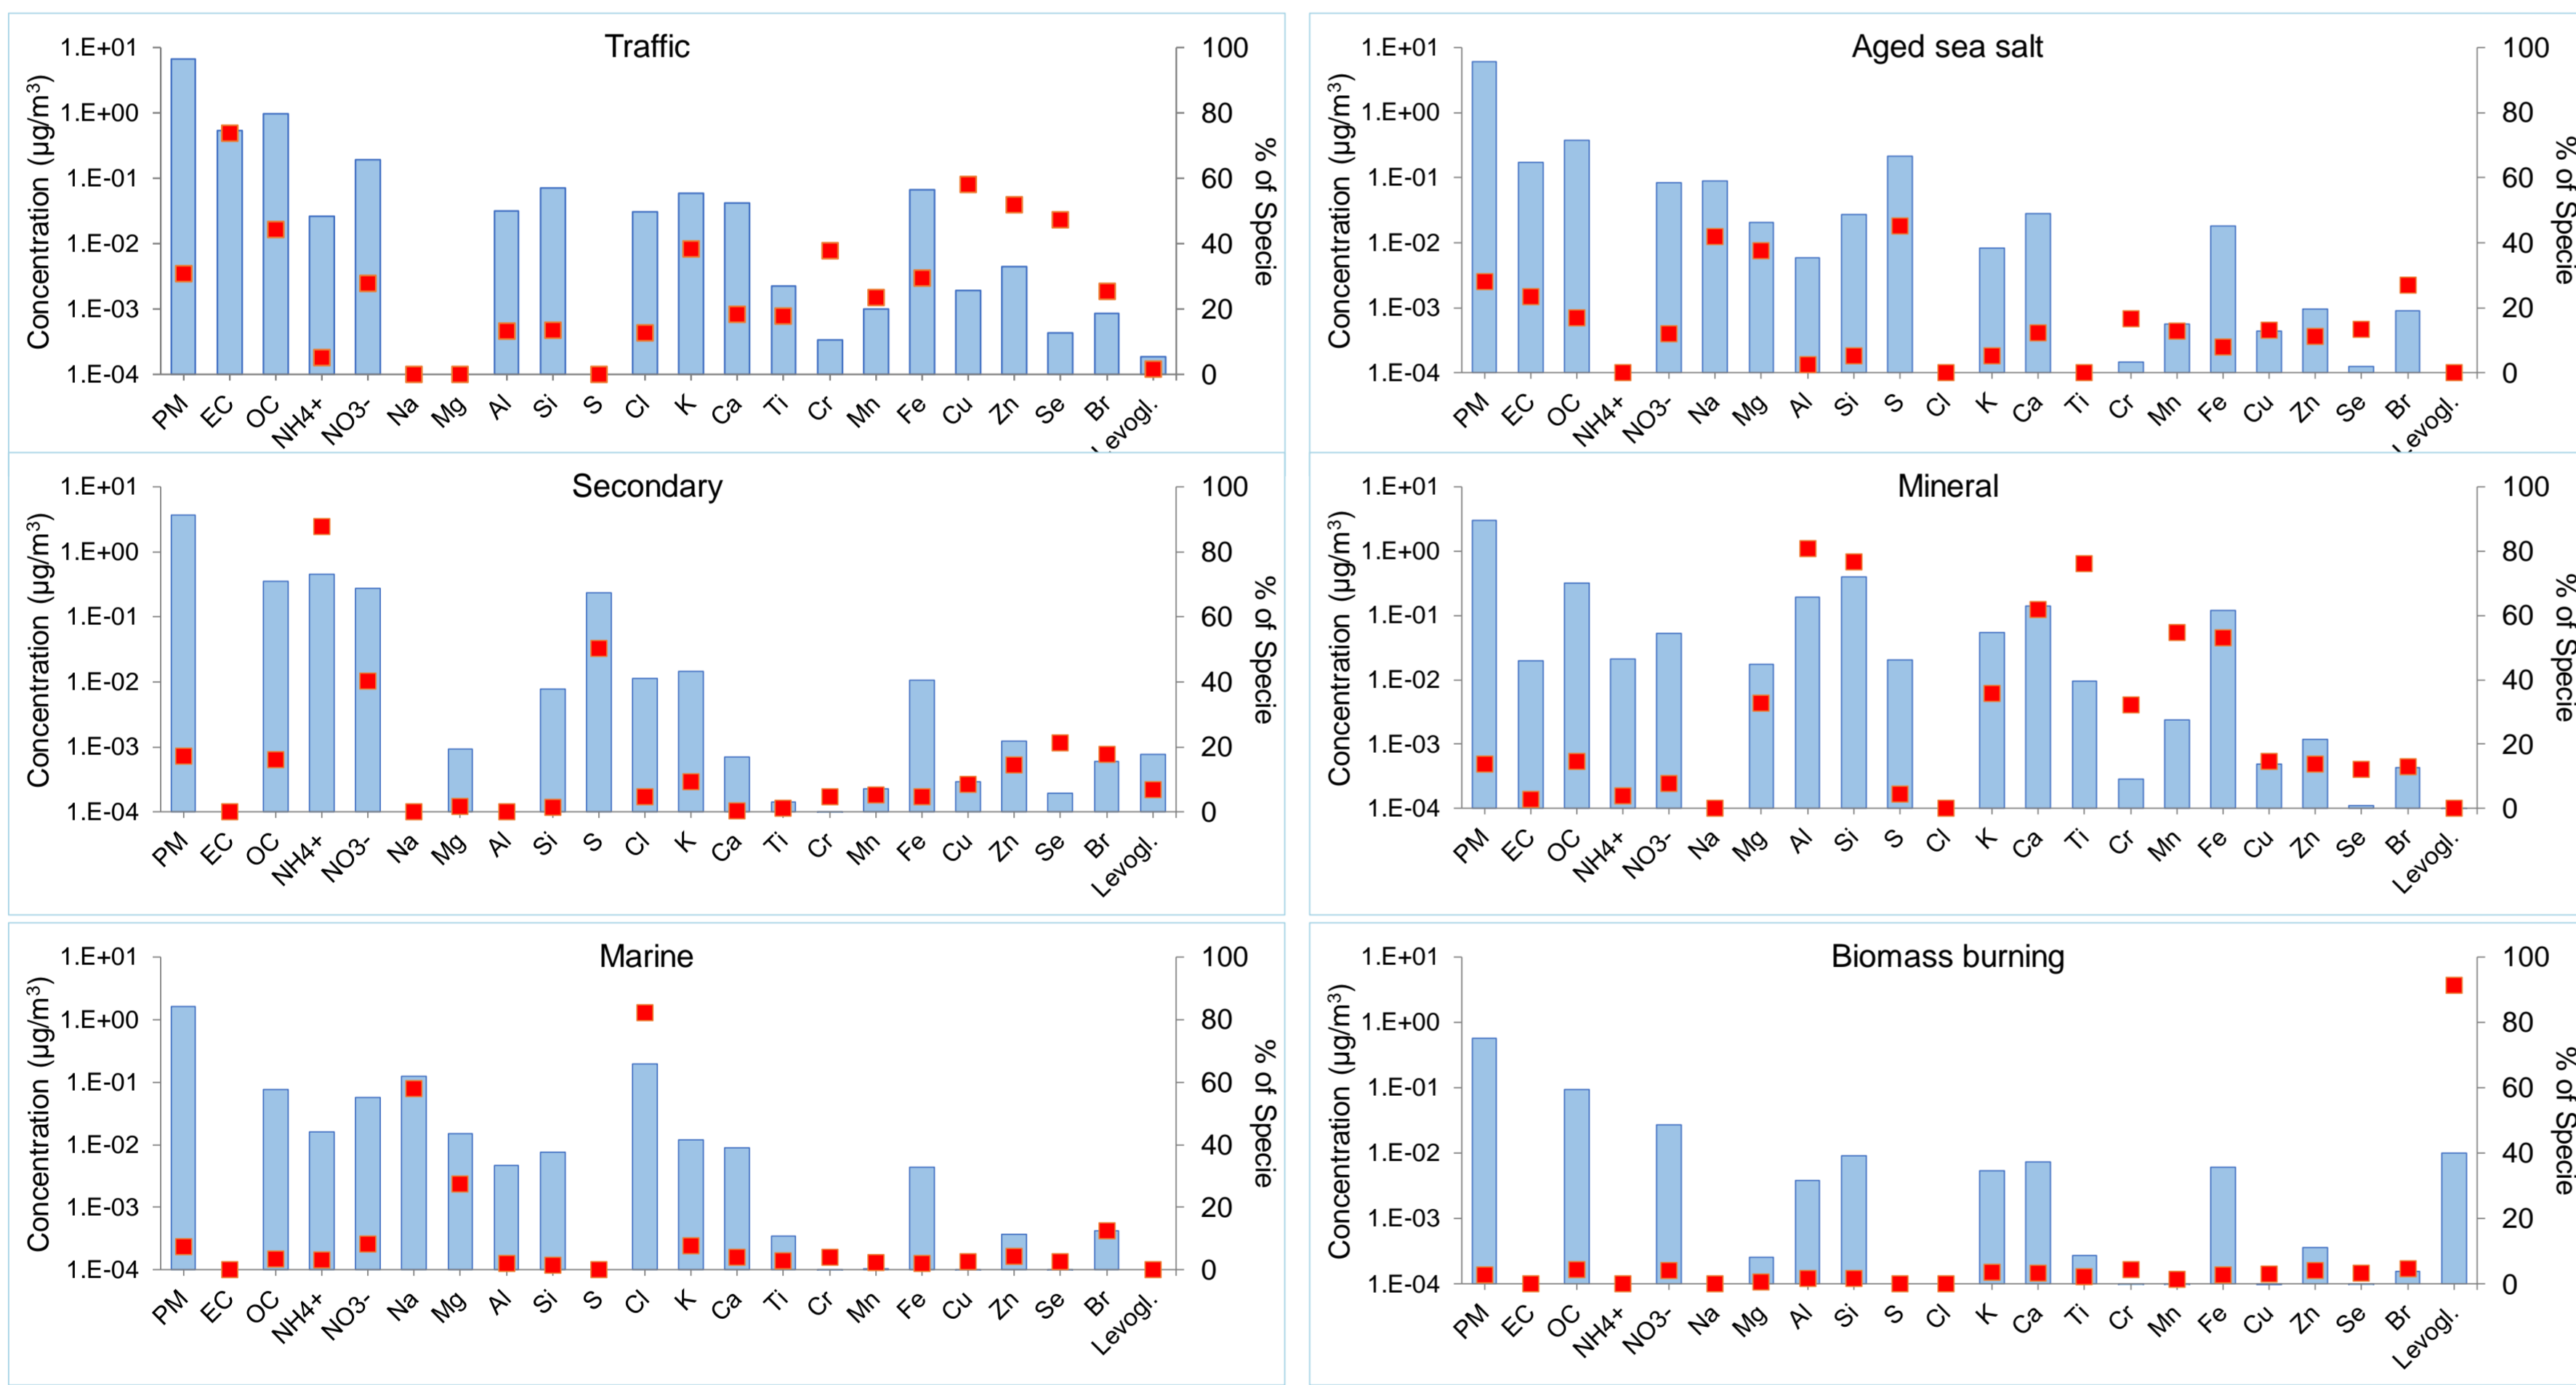 Traffic
Concentration (µg/m³)
1.E+01
1.E+00
1.E-01
1.E-02
1.E-03
1.E-04
100
80
60
40
20
0
% of Specie
PM EC OC NH4+ NO3- Na Mg Al Si S Cl K Ca Ti Cr Mn Fe Cu Zn Se Br Levogl.
Aged sea salt
Concentration (µg/m³)
1.E+01
1.E+00
1.E-01
1.E-02
1.E-03
1.E-04
100
80
60
40
20
0
% of Specie
PM EC OC NH4+ NO3- Na Mg Al Si S Cl K Ca Ti Cr Mn Fe Cu Zn Se Br Levogl.
Secondary
Concentration (µg/m³)
1.E+01
1.E+00
1.E-01
1.E-02
1.E-03
1.E-04
100
80
60
40
20
0
% of Specie
PM EC OC NH4+ NO3- Na Mg Al Si S Cl K Ca Ti Cr Mn Fe Cu Zn Se Br Levogl.
Mineral
Concentration (µg/m³)
1.E+01
1.E+00
1.E-01
1.E-02
1.E-03
1.E-04
100
80
60
40
20
0
% of Specie
PM EC OC NH4+ NO3- Na Mg Al Si S Cl K Ca Ti Cr Mn Fe Cu Zn Se Br Levogl.
Marine
Concentration (µg/m³)
1.E+01
1.E+00
1.E-01
1.E-02
1.E-03
1.E-04
100
80
60
40
20
0
% of Specie
PM EC OC NH4+ NO3- Na Mg Al Si S Cl K Ca Ti Cr Mn Fe Cu Zn Se Br Levogl.
Biomass burning
Concentration (µg/m³)
1.E+01
1.E+00
1.E-01
1.E-02
1.E-03
1.E-04
100
80
60
40
20
0
% of Specie
PM EC OC NH4+ NO3- Na Mg Al Si S Cl K Ca Ti Cr Mn Fe Cu Zn Se Br Levogl.